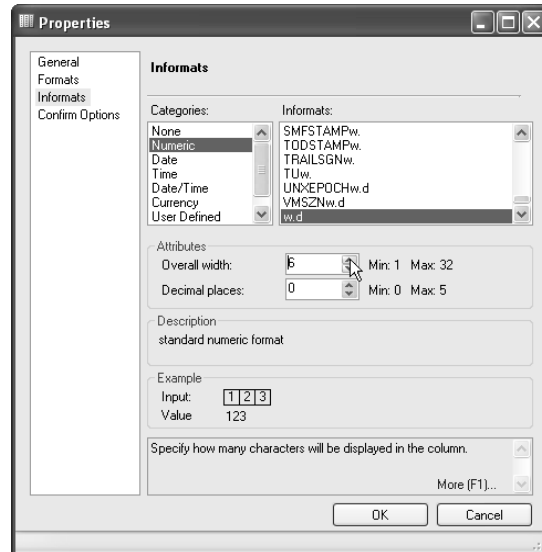 Properties
General
Formats
Informats
Confirm Options
Informats
Categories:
None
Numeric
Date
Time
Date/Time
Currency
User Defined
Informats:
SMFSTAMPw.
TODSTAMPw.
TRAILSGNw.
TUw.
UNXEPOCHw.d
VMSZNw.d
w.d
Attributes
Overall width: 6 Min: 1 Max: 32
Decimal places: 0 Min: 0 Max: 5
Description
standard numeric format
Example
Input: 1 2 3
Value 123
Specify how many characters will be displayed in the column.
More (F1)...
OK Cancel